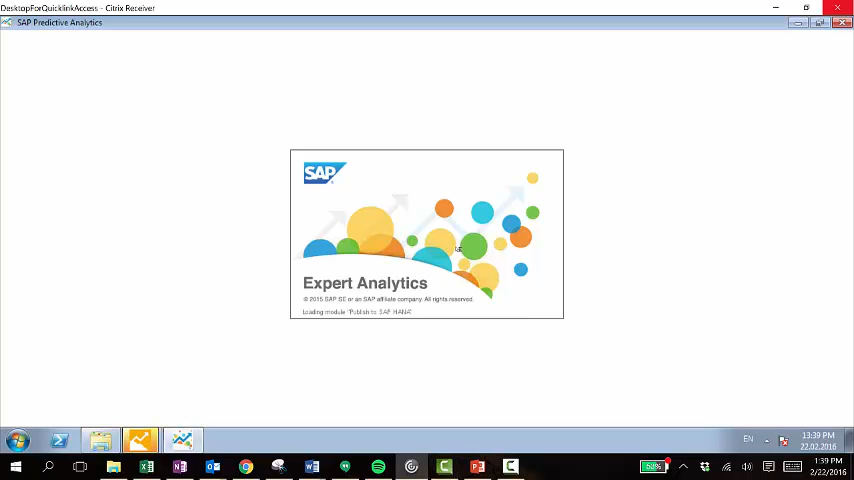 DesktopForQuicklinkAccess - Citrix Receiver
SAP Predictive Analytics
SAP
Expert Analytics
© 2015 SAP SE or an SAP affiliate company. All rights reserved.
Loading module "Publish to SAP HANA"
EN
13:39 PM
22.02.2016
53%
1:39 PM
2/22/2016